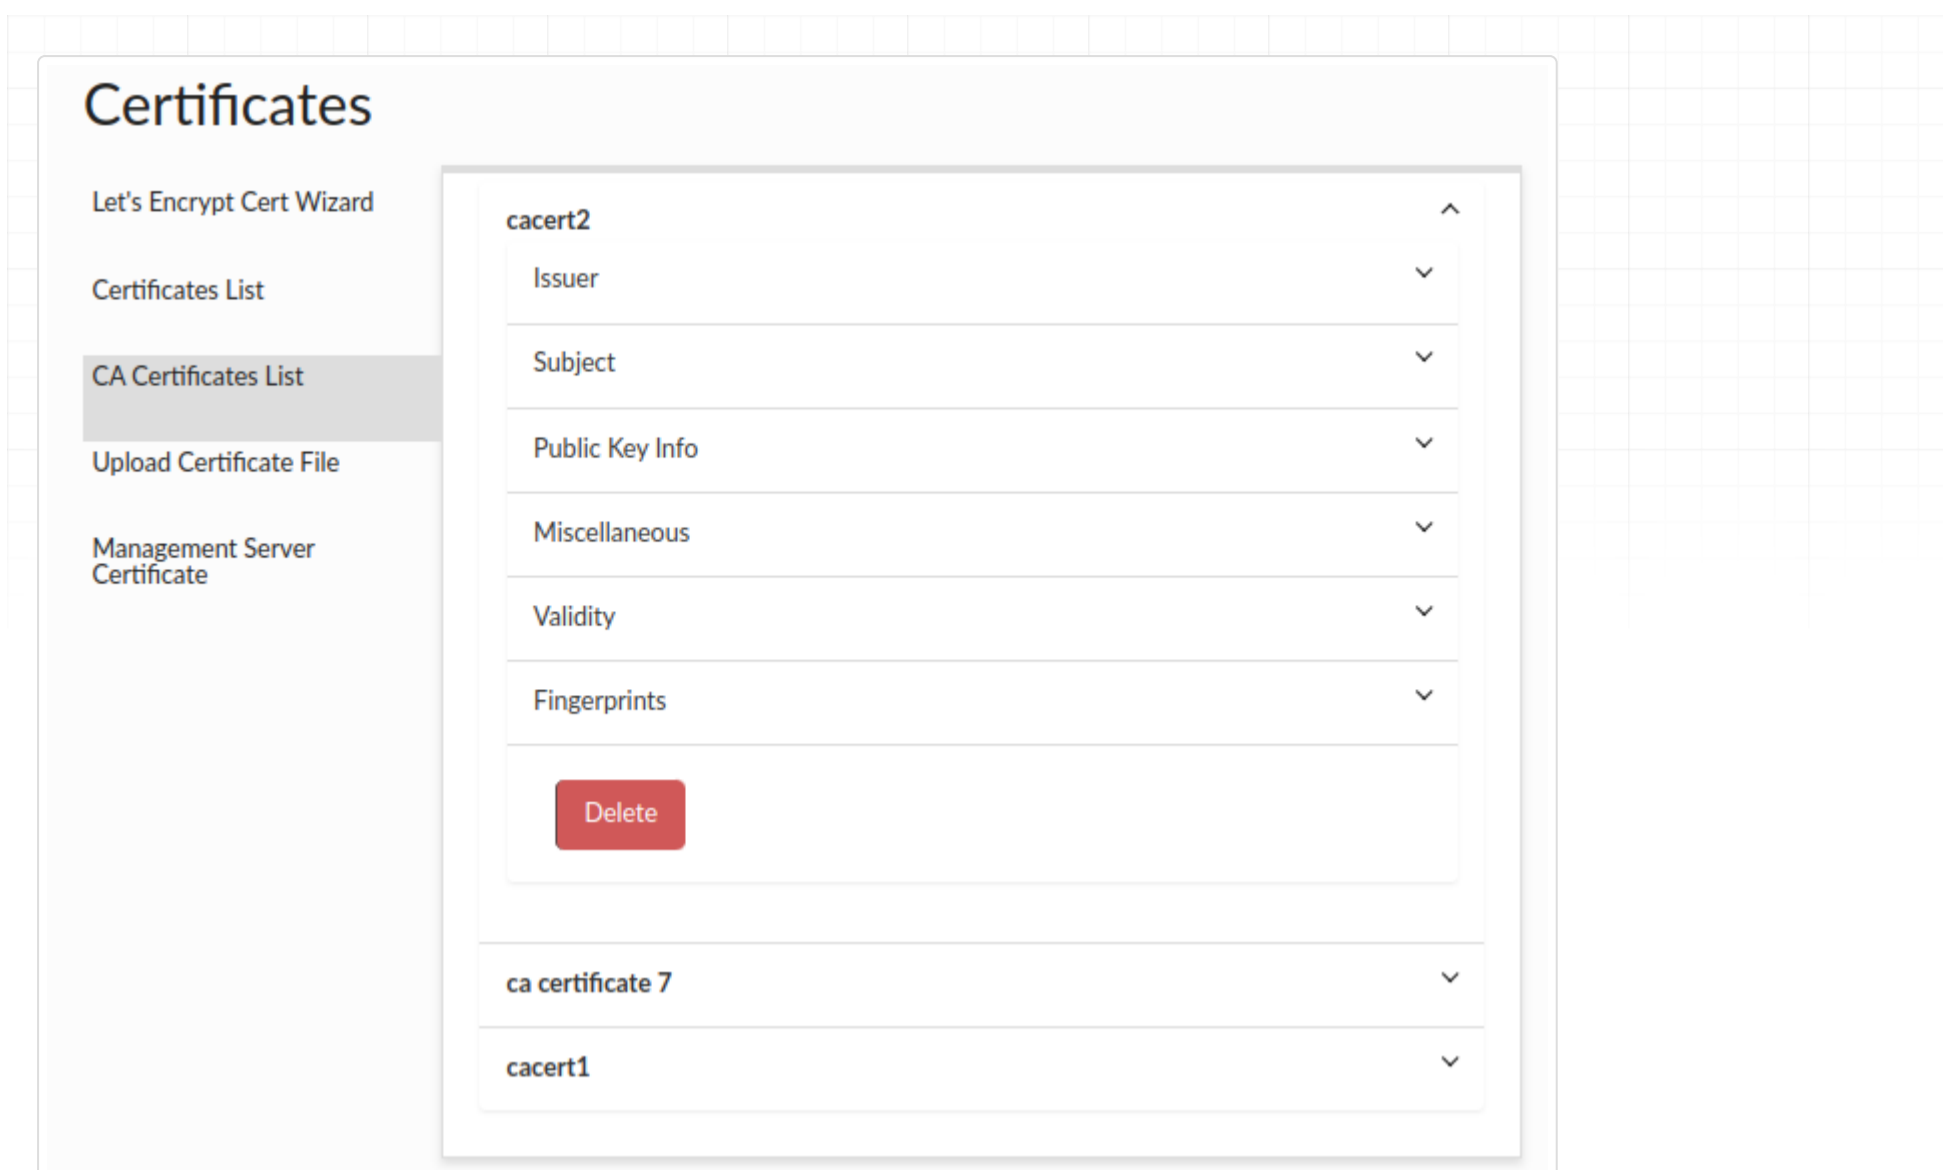 Certificates
Let's Encrypt Cert Wizard
Certificates List
CA Certificates List
Upload Certificate File
Management Server
Certificate
cacert2
Issuer
Subject
Public Key Info
Miscellaneous
Validity
Fingerprints
Delete
ca certificate 7
cacert1